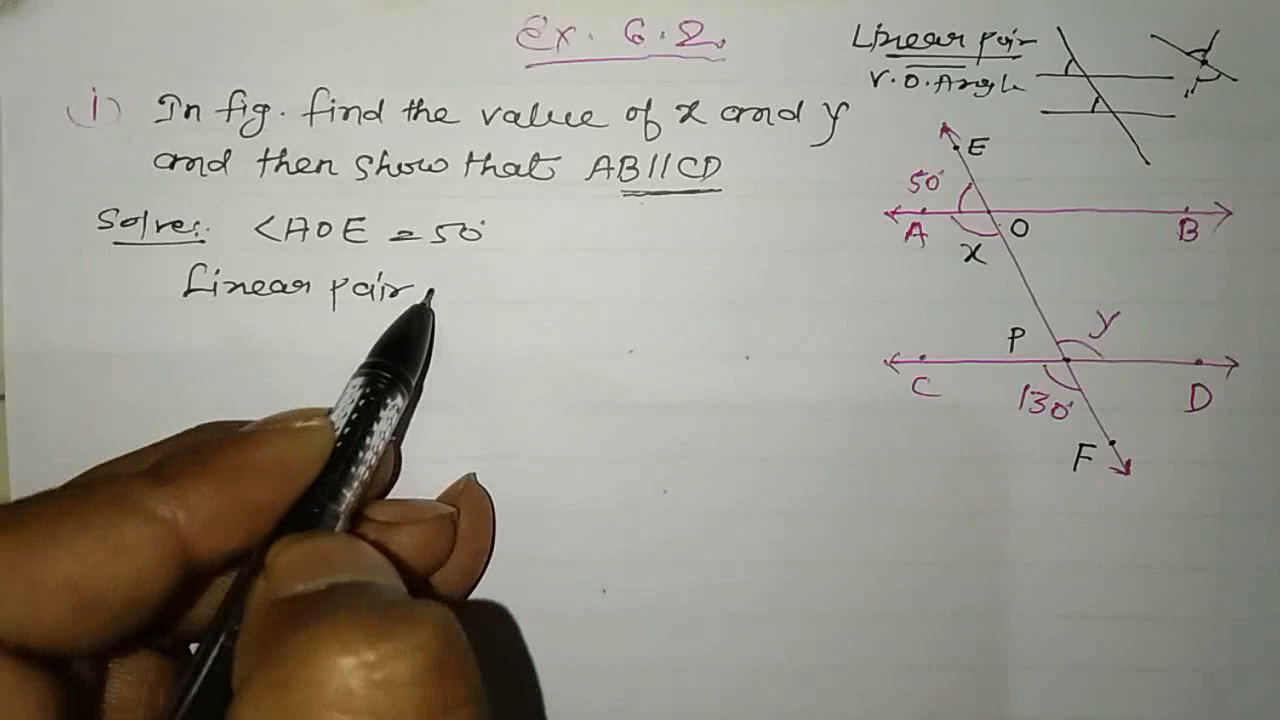 Ex. 6.2.
Linear pair
V.O.Angle
(i) In fig. find the value of x and y
and then show that AB//CD
Solve:. <AOE = 50°
Linear pair
E
50°
A
O
B
x
P
y
C
130°
D
F